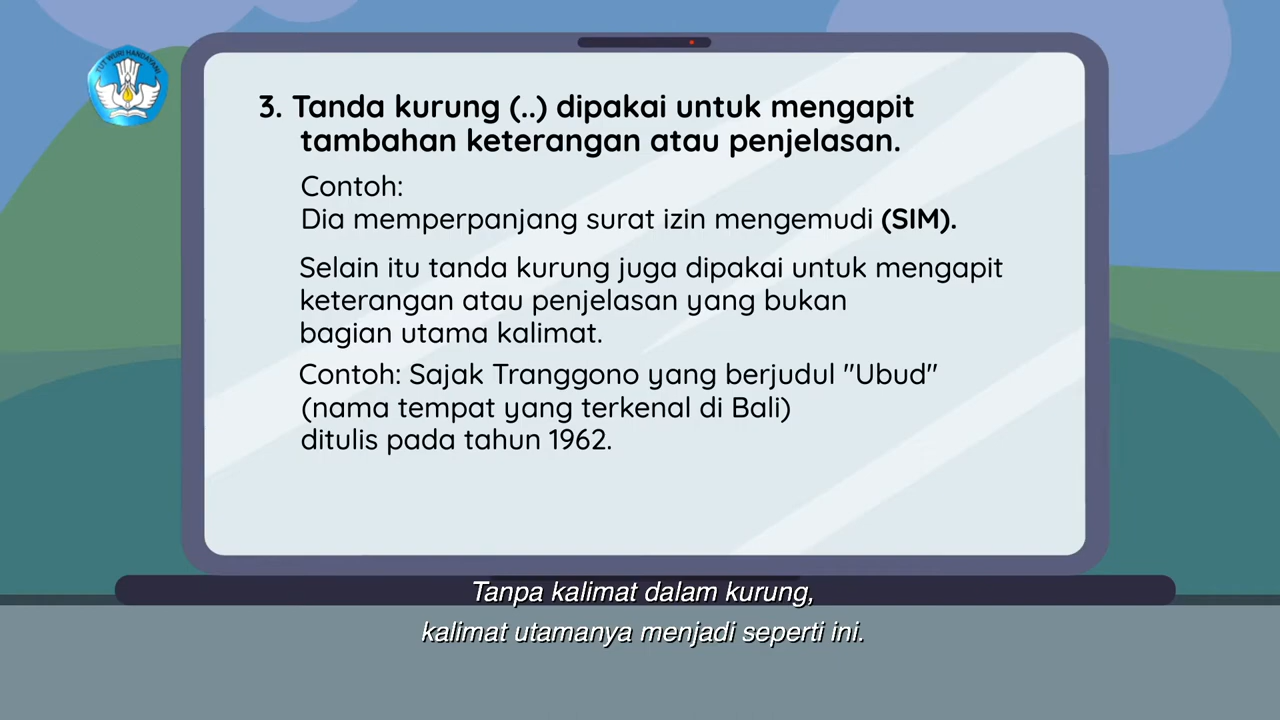 TUT WURI HANDAYANI
3. Tanda kurung (..) dipakai untuk mengapit
tambahan keterangan atau penjelasan.
Contoh:
Dia memperpanjang surat izin mengemudi (SIM).
Selain itu tanda kurung juga dipakai untuk mengapit
keterangan atau penjelasan yang bukan
bagian utama kalimat.
Contoh: Sajak Tranggono yang berjudul "Ubud"
(nama tempat yang terkenal di Bali)
ditulis pada tahun 1962.
Tanpa kalimat dalam kurung,
kalimat utamanya menjadi seperti ini.